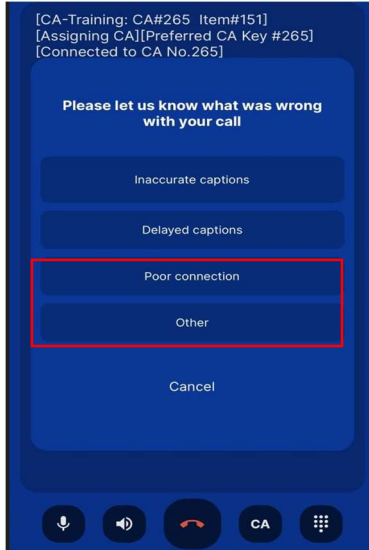 [CA-Training: CA#265 Item#151]
[Assigning CA][Preferred CA Key #265]
[Connected to CA No.265]
Please let us know what was wrong
with your call
Inaccurate captions
Delayed captions
Poor connection
Other
Cancel
CA